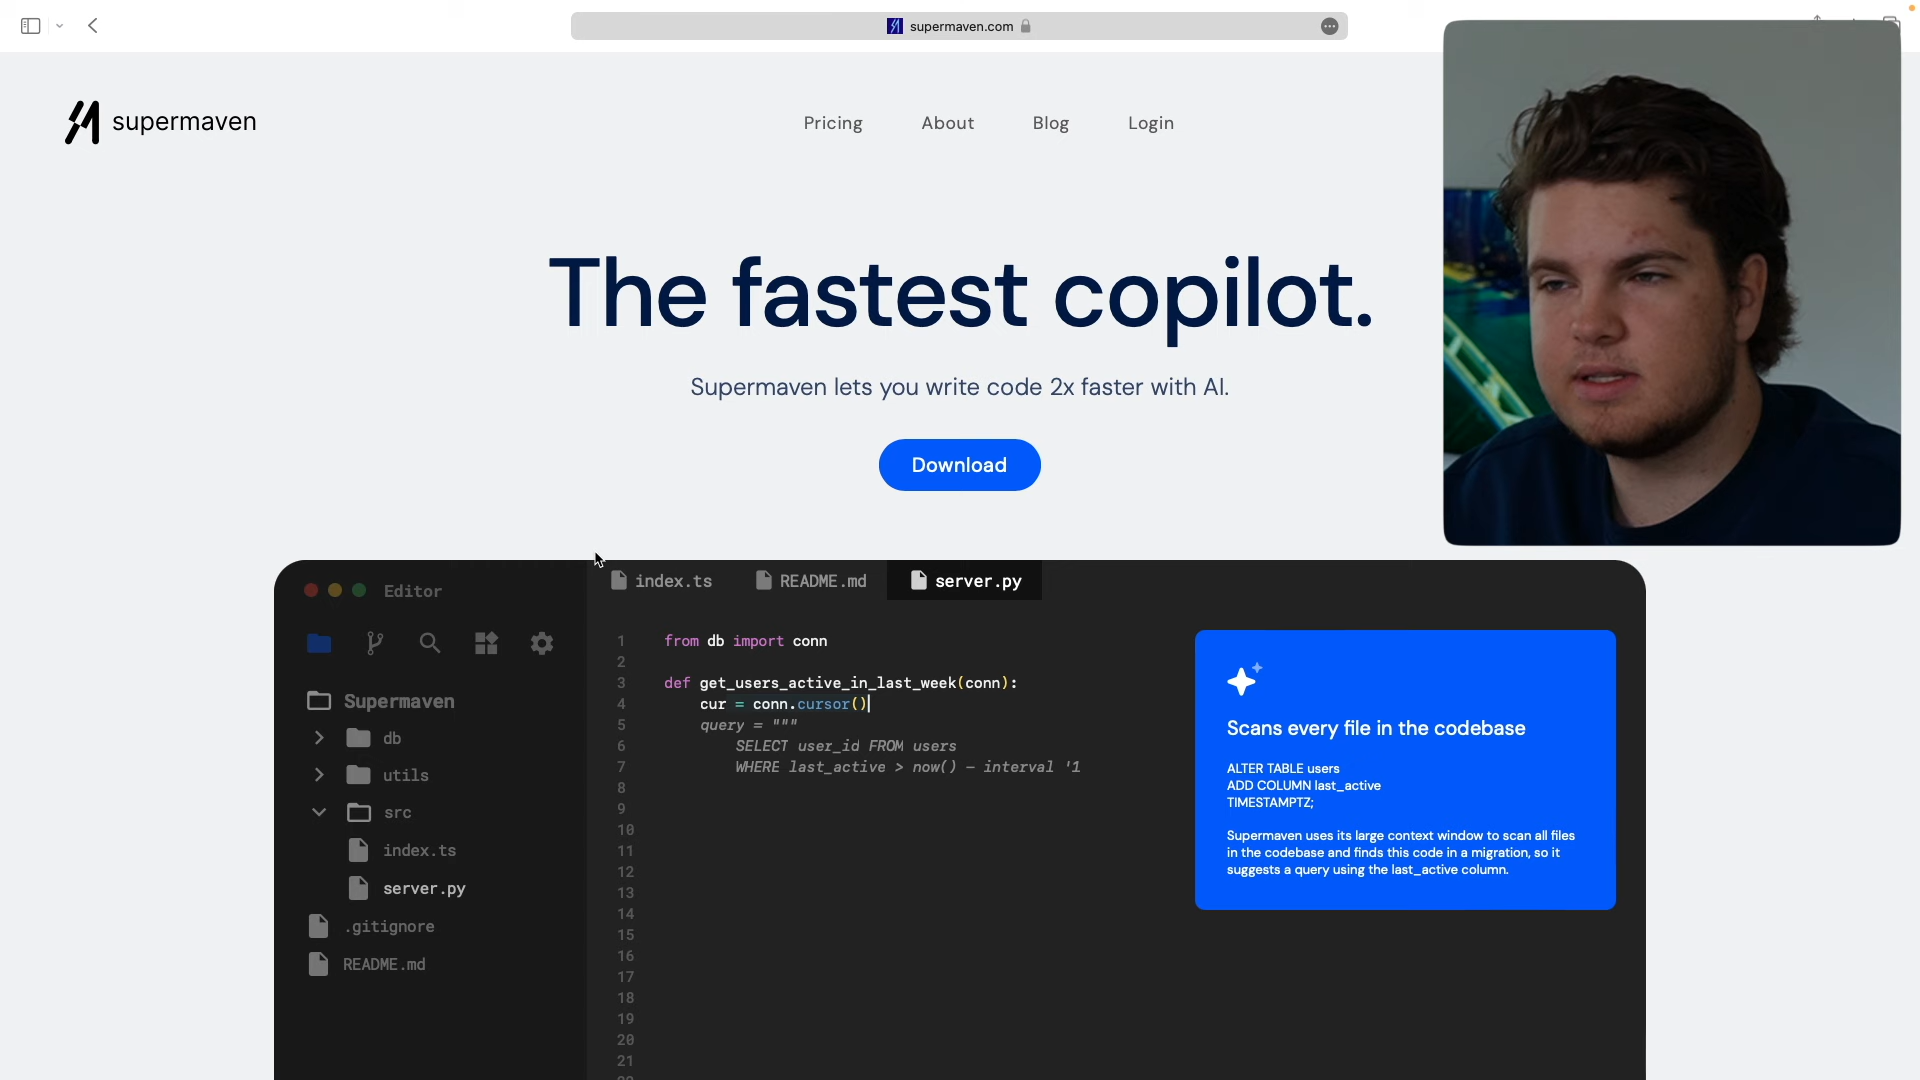 supermaven.com
supermaven
Pricing
About
Blog
Login
The fastest copilot.
Supermaven lets you write code 2x faster with AI.
Download
Editor
index.ts
README.md
server.py
Supermaven
db
utils
src
index.ts
server.py
.gitignore
README.md
1 from db import conn
2
3 def get_users_active_in_last_week(conn):
4 cur = conn.cursor()
5 query = """
6 SELECT user_id FROM users
7 WHERE last_active > now() – interval '1
8
9
10
11
12
13
14
15
16
17
18
19
20
21
Scans every file in the codebase
ALTER TABLE users
ADD COLUMN last_active
TIMESTAMPTZ;
Supermaven uses its large context window to scan all files
in the codebase and finds this code in a migration, so it
suggests a query using the last_active column.